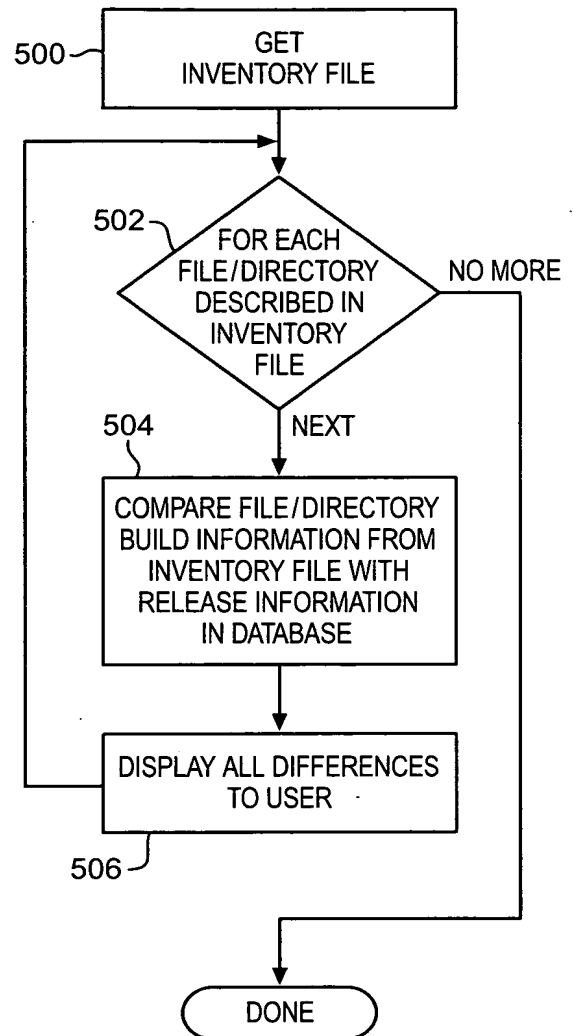 500
GET
INVENTORY FILE
502
FOR EACH
FILE/DIRECTORY
DESCRIBED IN
INVENTORY
FILE
NO MORE
NEXT
504
COMPARE FILE/DIRECTORY
BUILD INFORMATION FROM
INVENTORY FILE WITH
RELEASE INFORMATION
IN DATABASE
DISPLAY ALL DIFFERENCES
TO USER
506
DONE